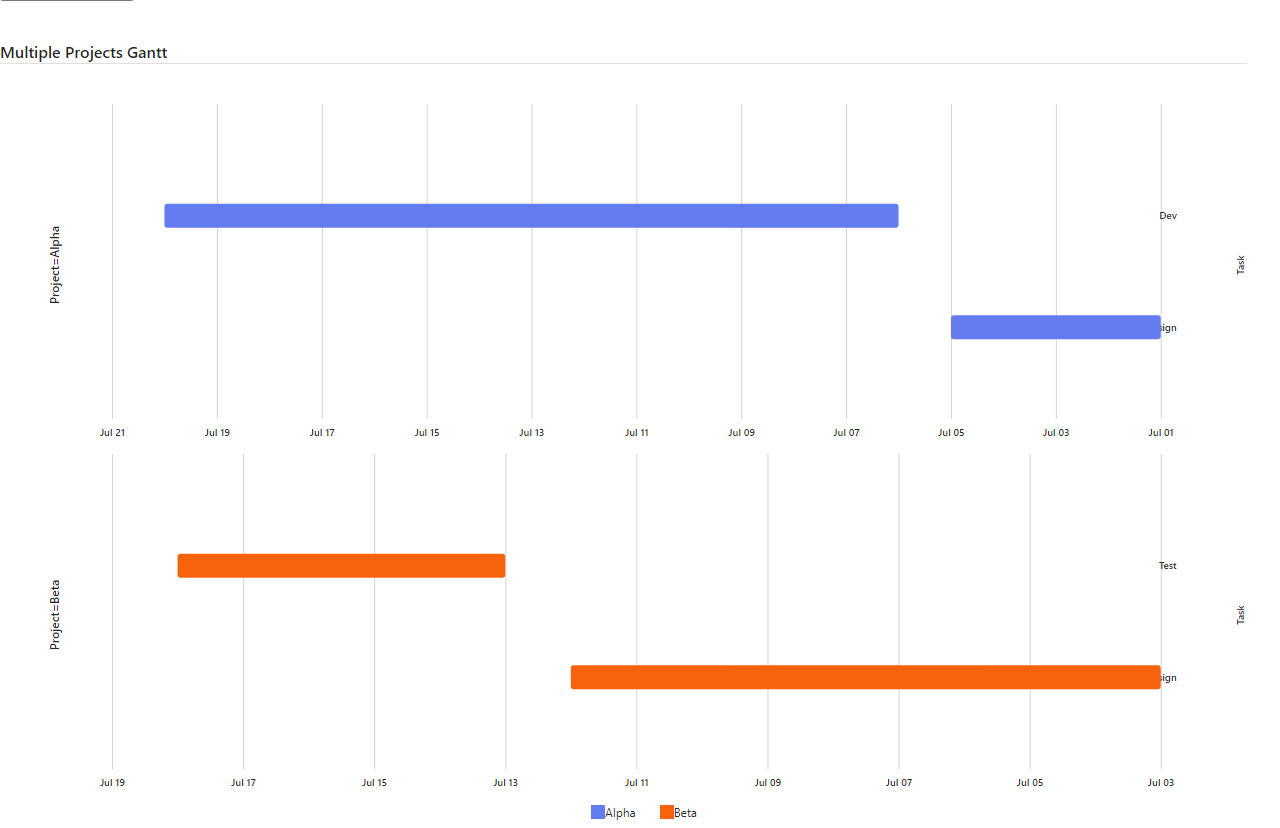 Multiple Projects Gantt
Project=Alpha
Dev
Task
Jul 21 Jul 19 Jul 17 Jul 15 Jul 13 Jul 11 Jul 09 Jul 07 Jul 05 Jul 03 Jul 01
Project=Beta
Test
Task
Jul 19 Jul 17 Jul 15 Jul 13 Jul 11 Jul 09 Jul 07 Jul 05 Jul 03
Alpha Beta